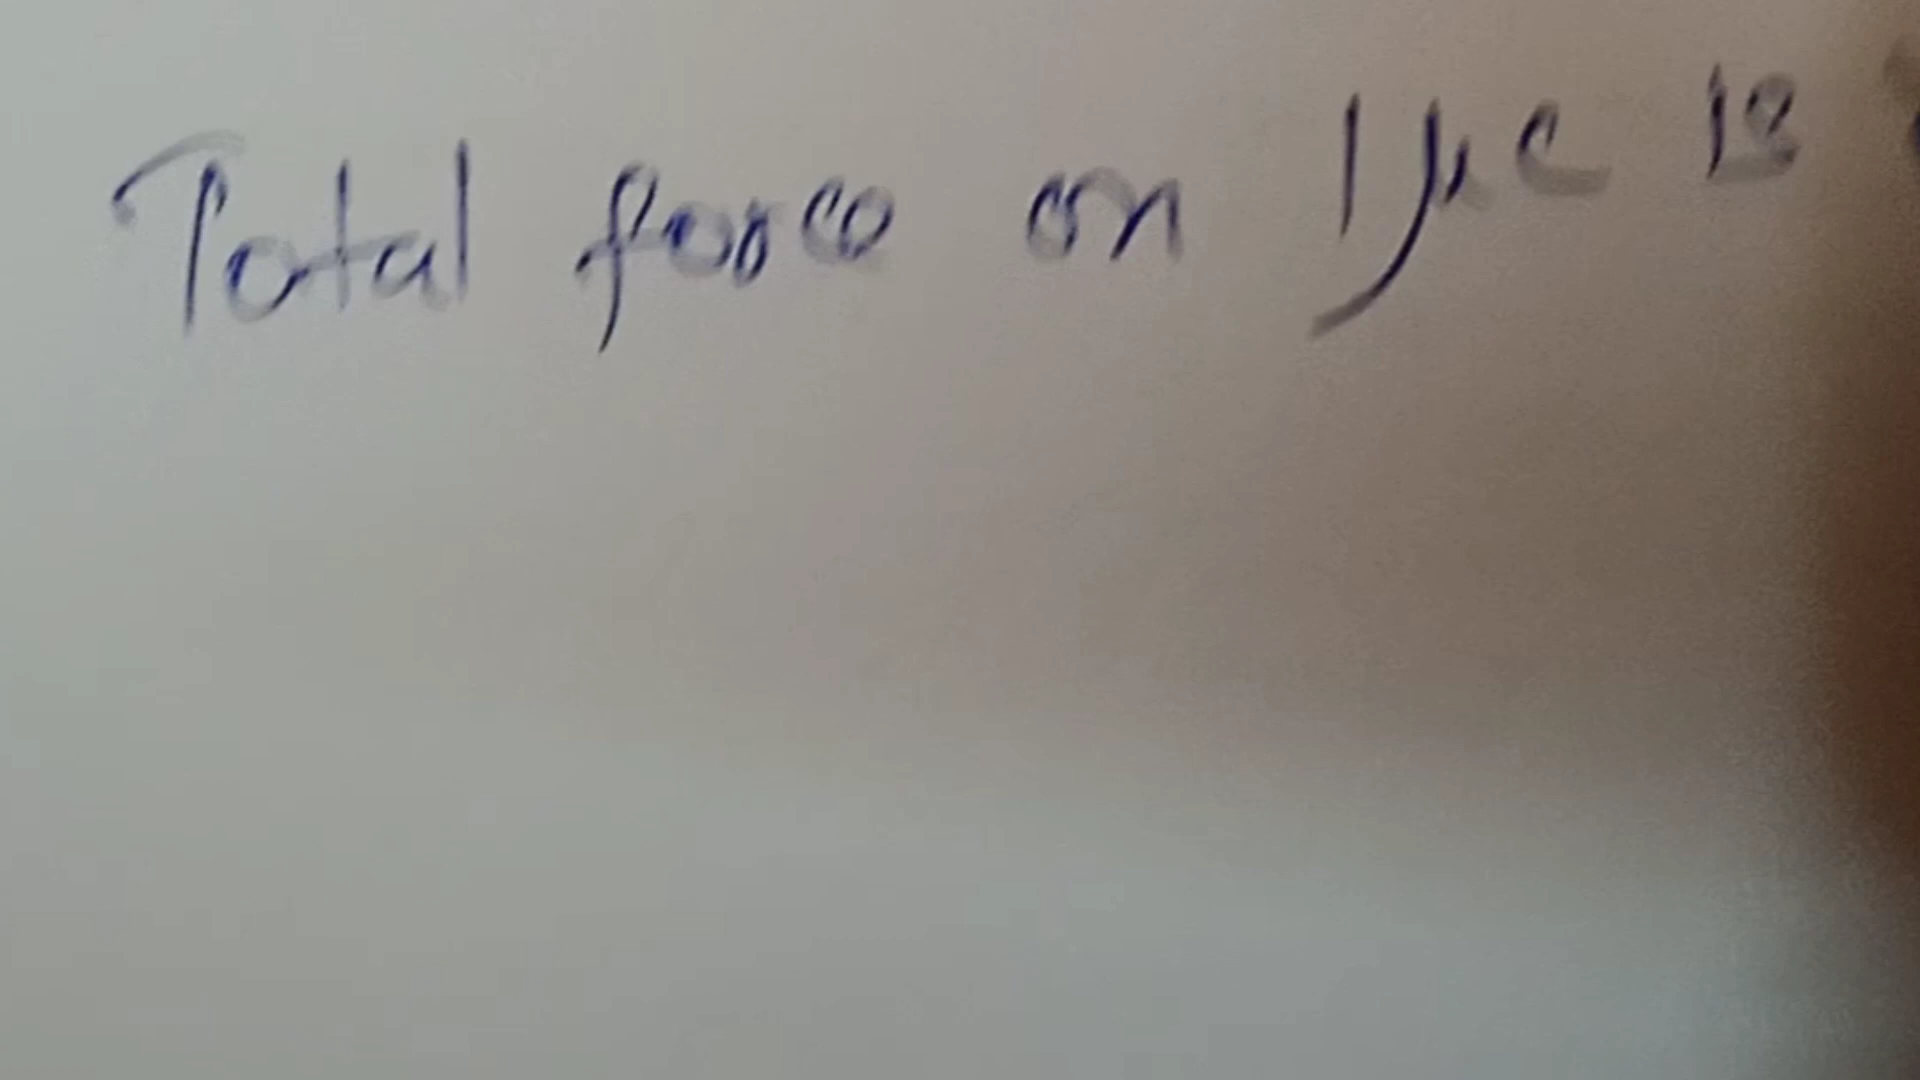 Total force on 1μc is